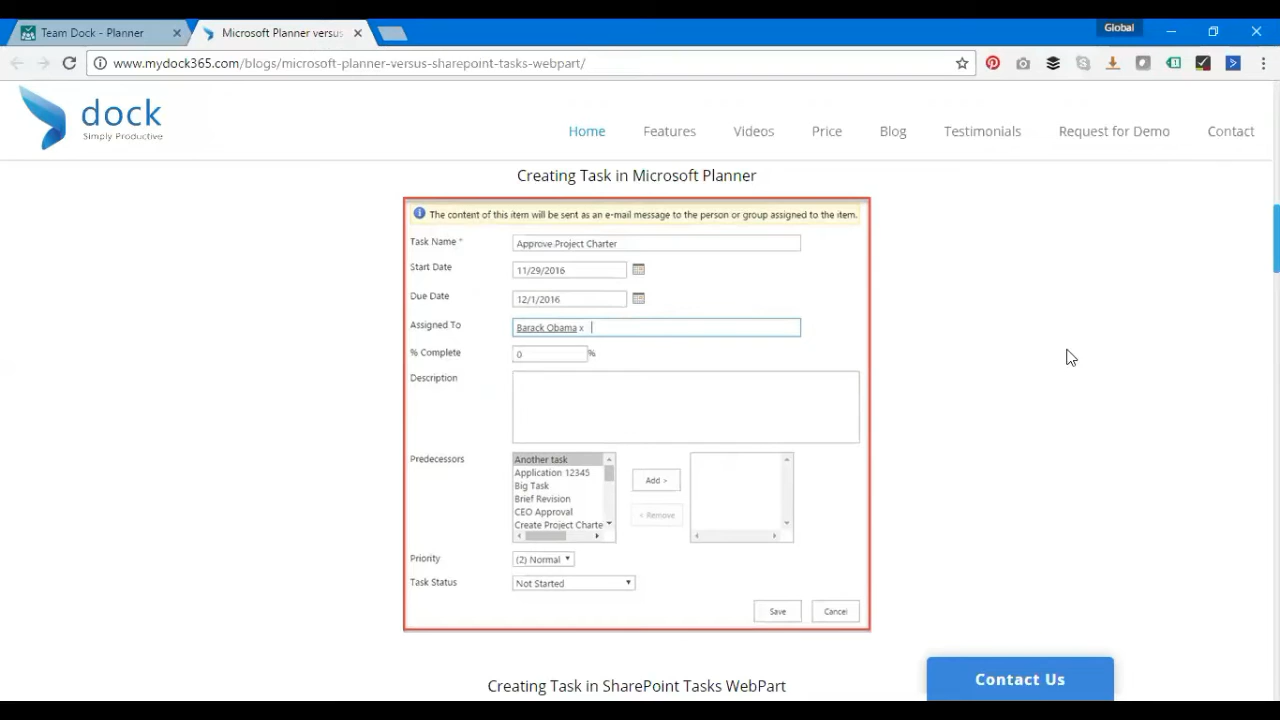 Team Dock - Planner
Microsoft Planner versus
Global
www.mydock365.com/blogs/microsoft-planner-versus-sharepoint-tasks-webpart/
dock
Simply Productive
Home Features Videos Price Blog Testimonials Request for Demo Contact
Creating Task in Microsoft Planner
The content of this item will be sent as an e-mail message to the person or group assigned to the item.
Task Name * Approve Project Charter
Start Date 11/29/2016
Due Date 12/1/2016
Assigned To Barack Obama x
% Complete 0 %
Description
Predecessors Another task
Application 12345
Big Task
Brief Revision
CEO Approval
Create Project Charte
Add >
< Remove
Priority (2) Normal
Task Status Not Started
Save Cancel
Creating Task in SharePoint Tasks WebPart
Contact Us